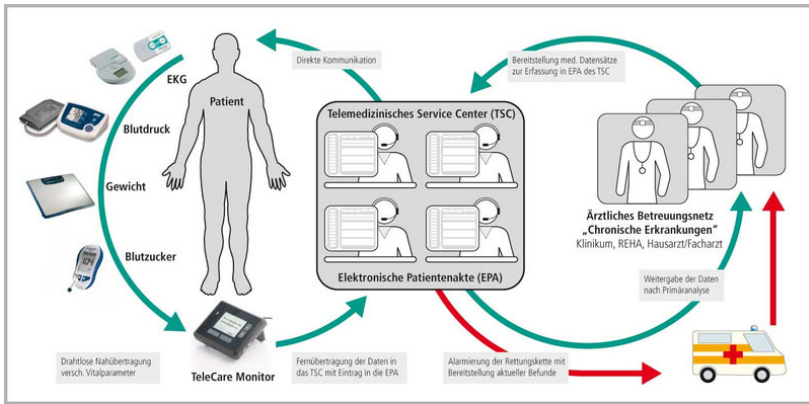 EKG
Patient
Blutdruck
Gewicht
Blutzucker
Drahtlose Nahübertragung
versch. Vitalparameter
TeleCare Monitor
Fernübertragung der Daten in
das TSC mit Eintrag in die EPA
Direkte Kommunikation
Telemedizinisches Service Center (TSC)
Elektronische Patientenakte (EPA)
Bereitstellung med. Datensätze
zur Erfassung in EPA des TSC
Ärztliches Betreuungsnetz
„Chronische Erkrankungen"
Klinikum, REHA, Hausarzt/Facharzt
Weitergabe der Daten
nach Primäranalyse
Alarmierung der Rettungskette mit
Bereitstellung aktueller Befunde